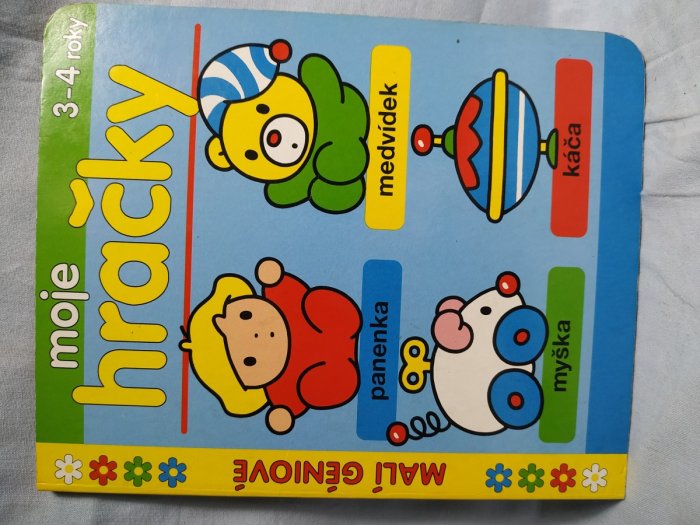 moje
3-4 roky
hračky
panenka
medvídek
myška
káča
MALÍ GÉNIOVÉ